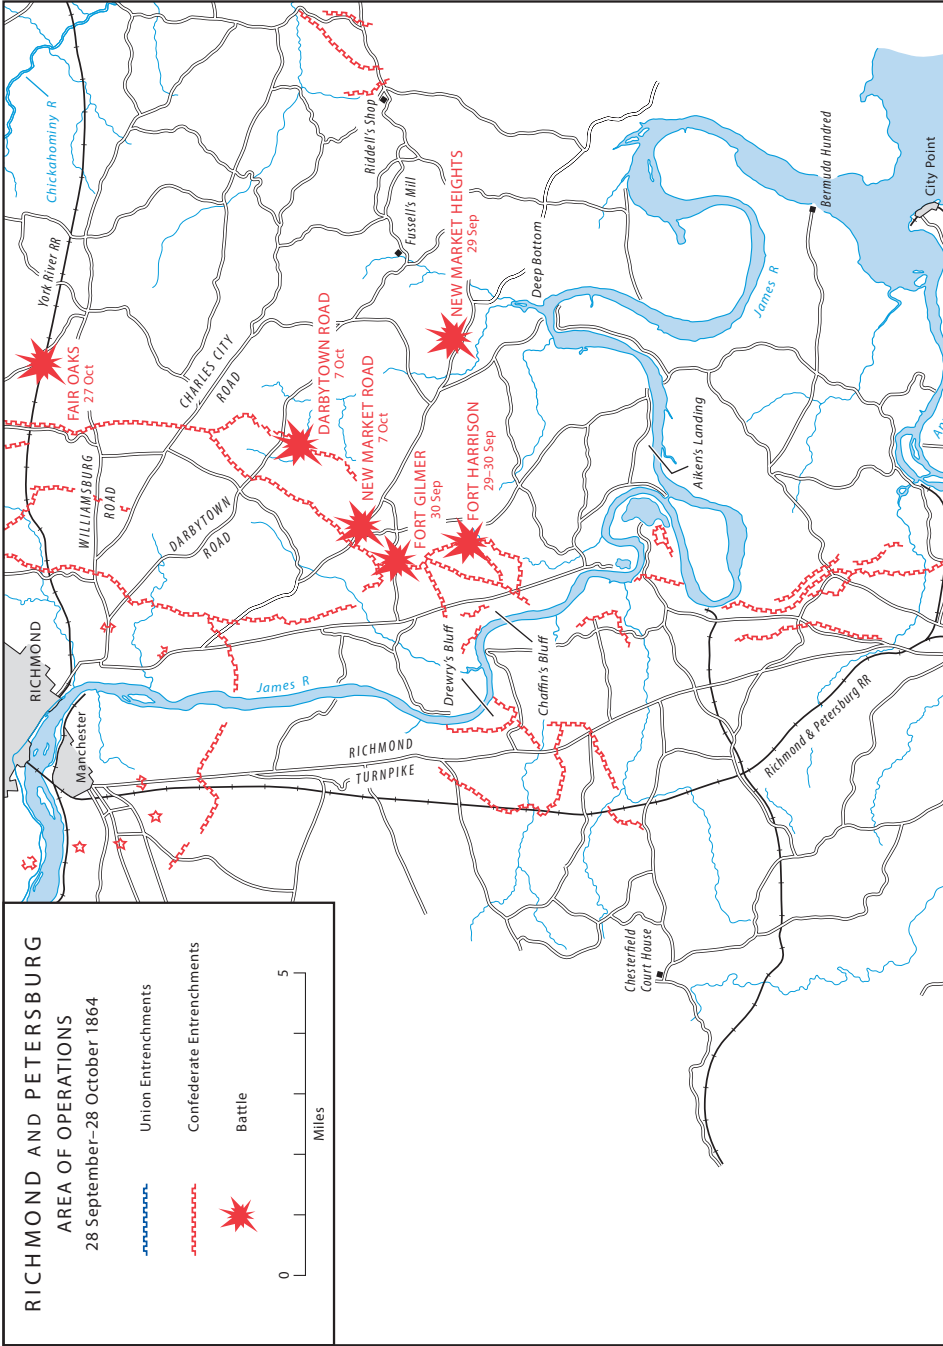 RICHMOND AND PETERSBURG
AREA OF OPERATIONS
28 September–28 October 1864
Union Entrenchments
Confederate Entrenchments
Battle
0
5
Miles
RICHMOND
Manchester
James R
Drewry's Bluff
Chaffin's Bluff
RICHMOND
TURNPIKE
Richmond & Petersburg RR
Chesterfield
Court House
WILLIAMSBURG
ROAD
DARBYTOWN
ROAD
CHARLES CITY
ROAD
FAIR OAKS
27 Oct
York River RR
Chickahominy R
DARBYTOWN ROAD
7 Oct
NEW MARKET ROAD
7 Oct
FORT GILMER
30 Sep
FORT HARRISON
29–30 Sep
NEW MARKET HEIGHTS
29 Sep
Riddell's Shop
Fussell's Mill
Deep Bottom
Aiken's Landing
James R
Bermuda Hundred
City Point